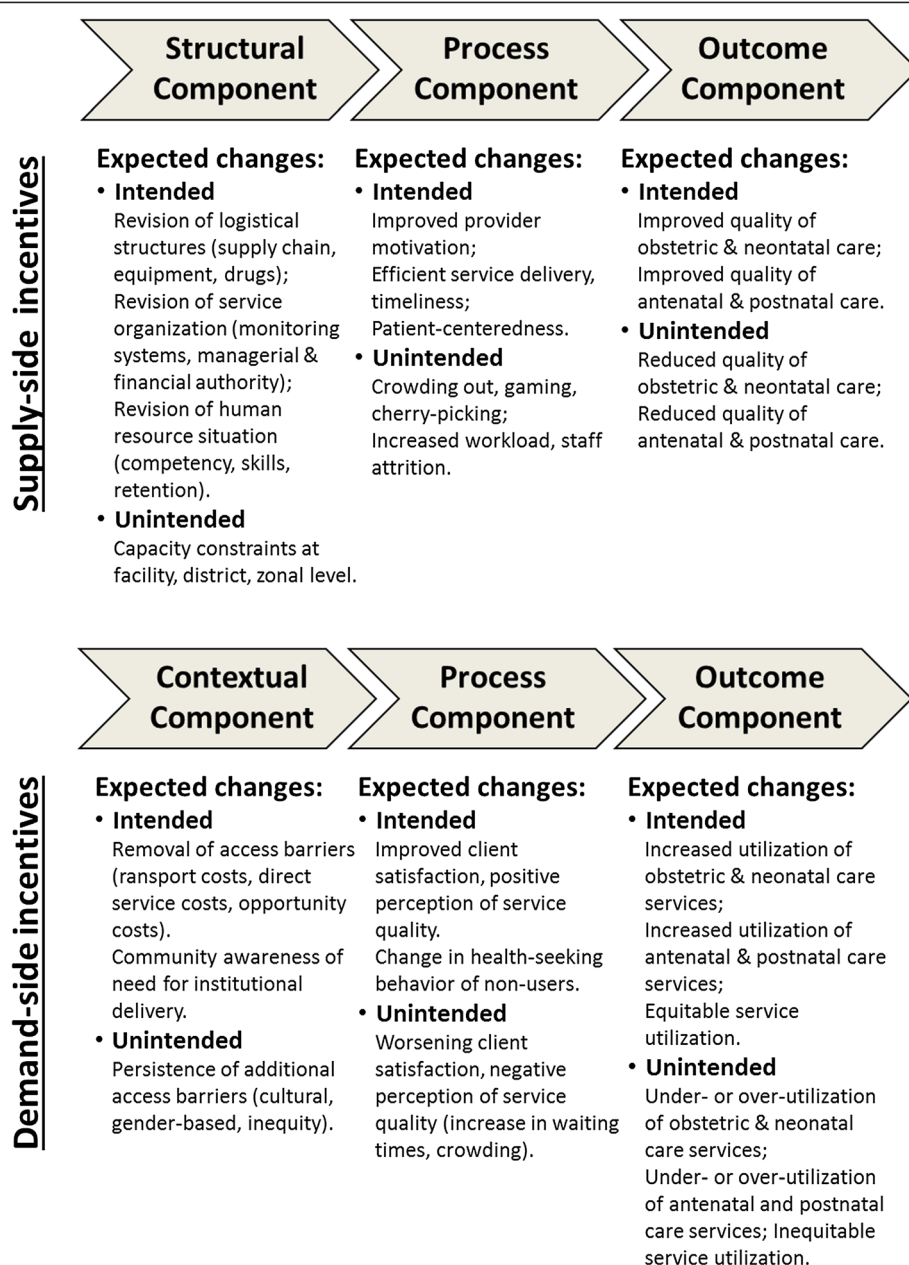 Supply-side incentives
Structural
Component
Expected changes:
• Intended
Revision of logistical
structures (supply chain,
equipment, drugs);
Revision of service
organization (monitoring
systems, managerial &
financial authority);
Revision of human
resource situation
(competency, skills,
retention).
• Unintended
Capacity constraints at
facility, district, zonal level.
Process
Component
Expected changes:
• Intended
Improved provider
motivation;
Efficient service delivery,
timeliness;
Patient-centeredness.
• Unintended
Crowding out, gaming,
cherry-picking;
Increased workload, staff
attrition.
Outcome
Component
Expected changes:
• Intended
Improved quality of
obstetric & neontatal care;
Improved quality of
antenatal & postnatal care.
• Unintended
Reduced quality of
obstetric & neontatal care;
Reduced quality of
antenatal & postnatal care.
Demand-side incentives
Contextual
Component
Expected changes:
• Intended
Removal of access barriers
(ransport costs, direct
service costs, opportunity
costs).
Community awareness of
need for institutional
delivery.
• Unintended
Persistence of additional
access barriers (cultural,
gender-based, inequity).
Process
Component
Expected changes:
• Intended
Improved client
satisfaction, positive
perception of service
quality.
Change in health-seeking
behavior of non-users.
• Unintended
Worsening client
satisfaction, negative
perception of service
quality (increase in waiting
times, crowding).
Outcome
Component
Expected changes:
• Intended
Increased utilization of
obstetric & neonatal care
services;
Increased utilization of
antenatal & postnatal care
services;
Equitable service
utilization.
• Unintended
Under- or over-utilization
of obstetric & neonatal
care services;
Under- or over-utilization
of antenatal and postnatal
care services; Inequitable
service utilization.